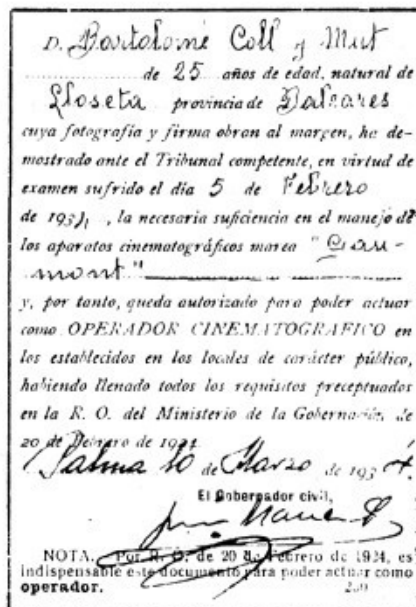 D. Bartolomé Coll y Mut
de 25 años de edad, natural de
Lloseta provincia de Baleares
cuya fotografía y firma obran al margen, ha de-
mostrado ante el Tribunal competente, en virtud de
examen sufrido el día 5 de Febrero
de 1934, la necesaria suficiencia en el manejo de
los aparatos cinematográficos marca "Gau-
mont"
y, por tanto, queda autorizado para poder actuar
como OPERADOR CINEMATOGRAFICO en
los establecidos en los locales de carácter público,
habiendo llenado todos los requisitos preceptuados
en la R. O. del Ministerio de la Gobernación de
20 de Febrero de 1924
Palma 10 de Marzo de 1934.
El Gobernador civil,
NOTA. Por R. O. de 20 de Febrero de 1924, es
indispensable este documento para poder actuar como
operador.